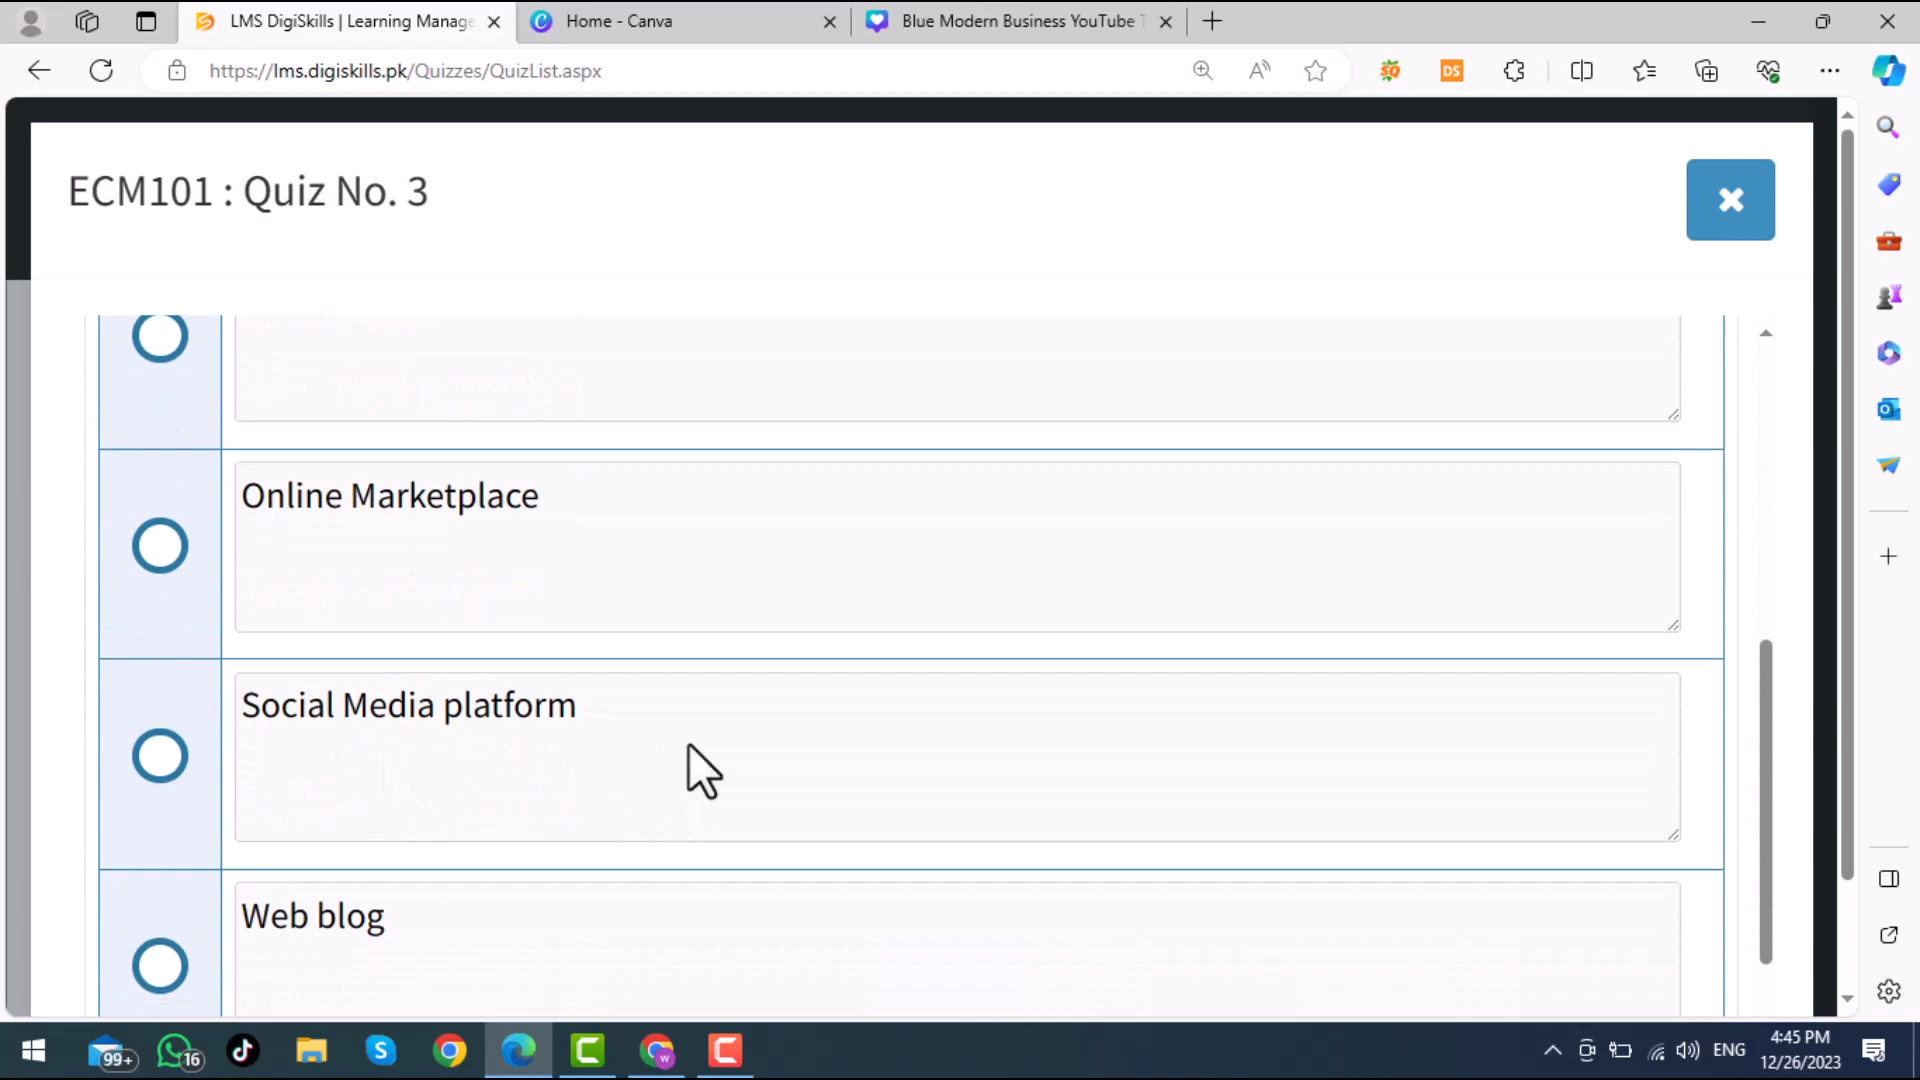 LMS DigiSkills | Learning Manage
Home - Canva
Blue Modern Business YouTube T
https://lms.digiskills.pk/Quizzes/QuizList.aspx
ECM101 : Quiz No. 3
Online Marketplace
Social Media platform
Web blog
99+
16
ENG
4:45 PM
12/26/2023